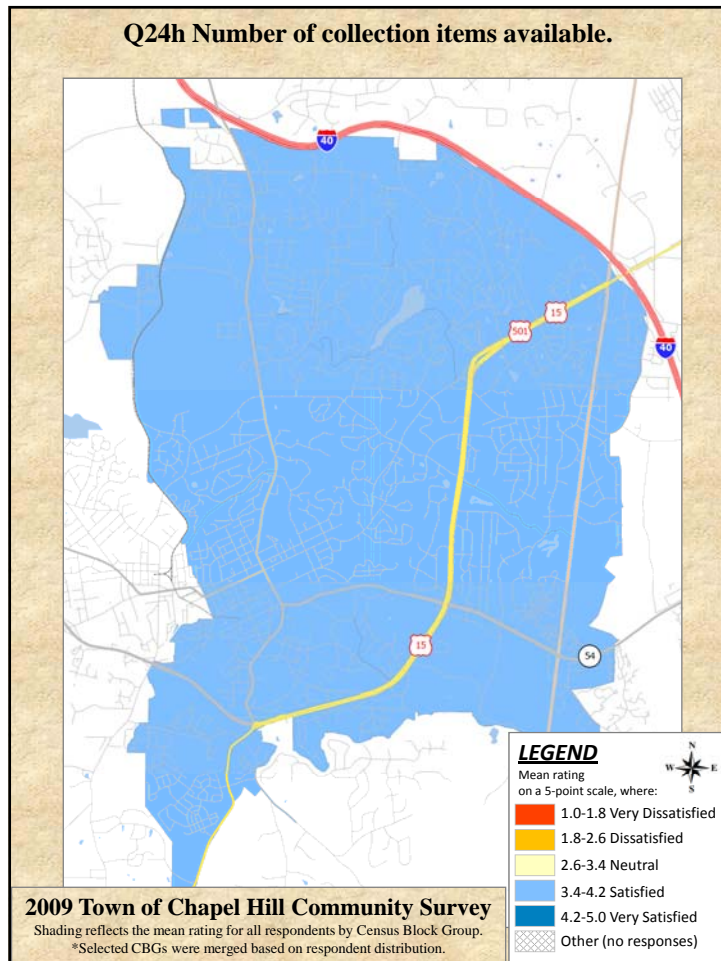 Q24h Number of collection items available.
40
15
501
40
15
54
LEGEND
Mean rating
on a 5-point scale, where:
N
W E
S
1.0-1.8 Very Dissatisfied
1.8-2.6 Dissatisfied
2.6-3.4 Neutral
3.4-4.2 Satisfied
4.2-5.0 Very Satisfied
Other (no responses)
2009 Town of Chapel Hill Community Survey
Shading reflects the mean rating for all respondents by Census Block Group.
*Selected CBGs were merged based on respondent distribution.